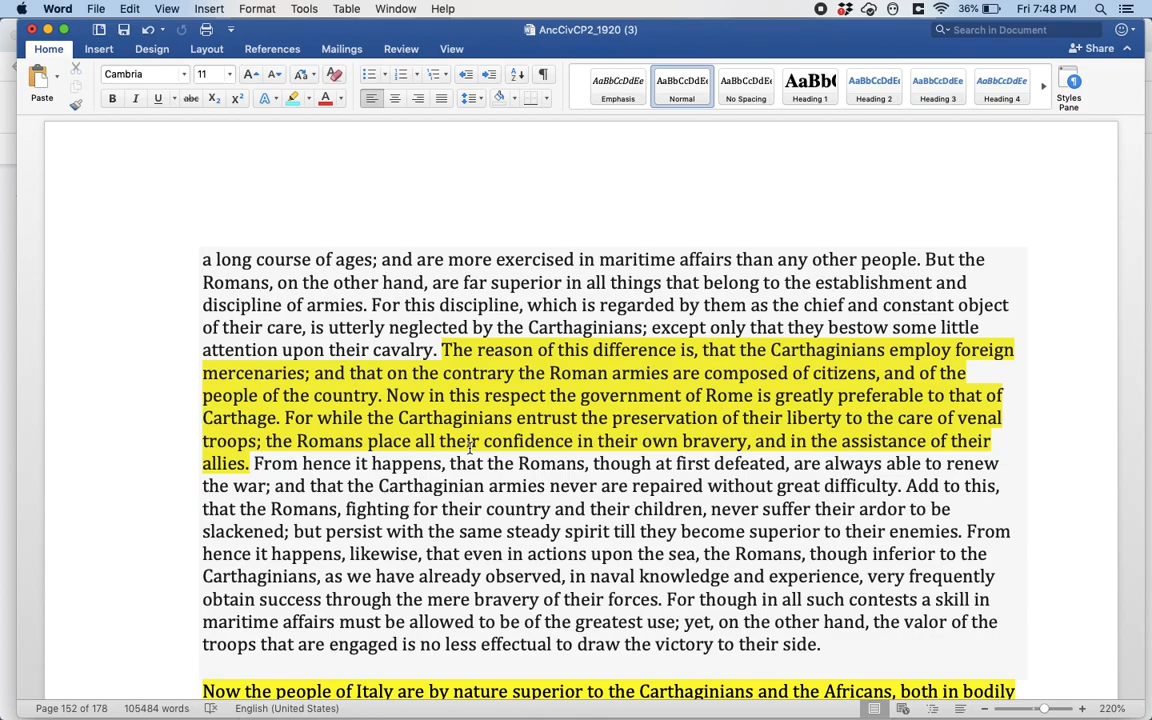 Word File Edit View Insert Format Tools Table Window Help 36% Fri 7:48 PM
AncCivCP2_1920 (3) Search in Document
Home Insert Design Layout References Mailings Review View Share
Paste Cambria 11
B I U abc X₂ X² A A
AaBbCcDdEe AaBbCcDdEe AaBbCcDdEe AaBb( AaBbCcDdEe AaBbCcDdEe AaBbCcDdEe
Emphasis Normal No Spacing Heading 1 Heading 2 Heading 3 Heading 4 Styles Pane
a long course of ages; and are more exercised in maritime affairs than any other people. But the
Romans, on the other hand, are far superior in all things that belong to the establishment and
discipline of armies. For this discipline, which is regarded by them as the chief and constant object
of their care, is utterly neglected by the Carthaginians; except only that they bestow some little
attention upon their cavalry. The reason of this difference is, that the Carthaginians employ foreign
mercenaries; and that on the contrary the Roman armies are composed of citizens, and of the
people of the country. Now in this respect the government of Rome is greatly preferable to that of
Carthage. For while the Carthaginians entrust the preservation of their liberty to the care of venal
troops; the Romans place all their confidence in their own bravery, and in the assistance of their
allies. From hence it happens, that the Romans, though at first defeated, are always able to renew
the war; and that the Carthaginian armies never are repaired without great difficulty. Add to this,
that the Romans, fighting for their country and their children, never suffer their ardor to be
slackened; but persist with the same steady spirit till they become superior to their enemies. From
hence it happens, likewise, that even in actions upon the sea, the Romans, though inferior to the
Carthaginians, as we have already observed, in naval knowledge and experience, very frequently
obtain success through the mere bravery of their forces. For though in all such contests a skill in
maritime affairs must be allowed to be of the greatest use; yet, on the other hand, the valor of the
troops that are engaged is no less effectual to draw the victory to their side.
Now the people of Italy are by nature superior to the Carthaginians and the Africans, both in bodily
Page 152 of 178 105484 words English (United States) 220%